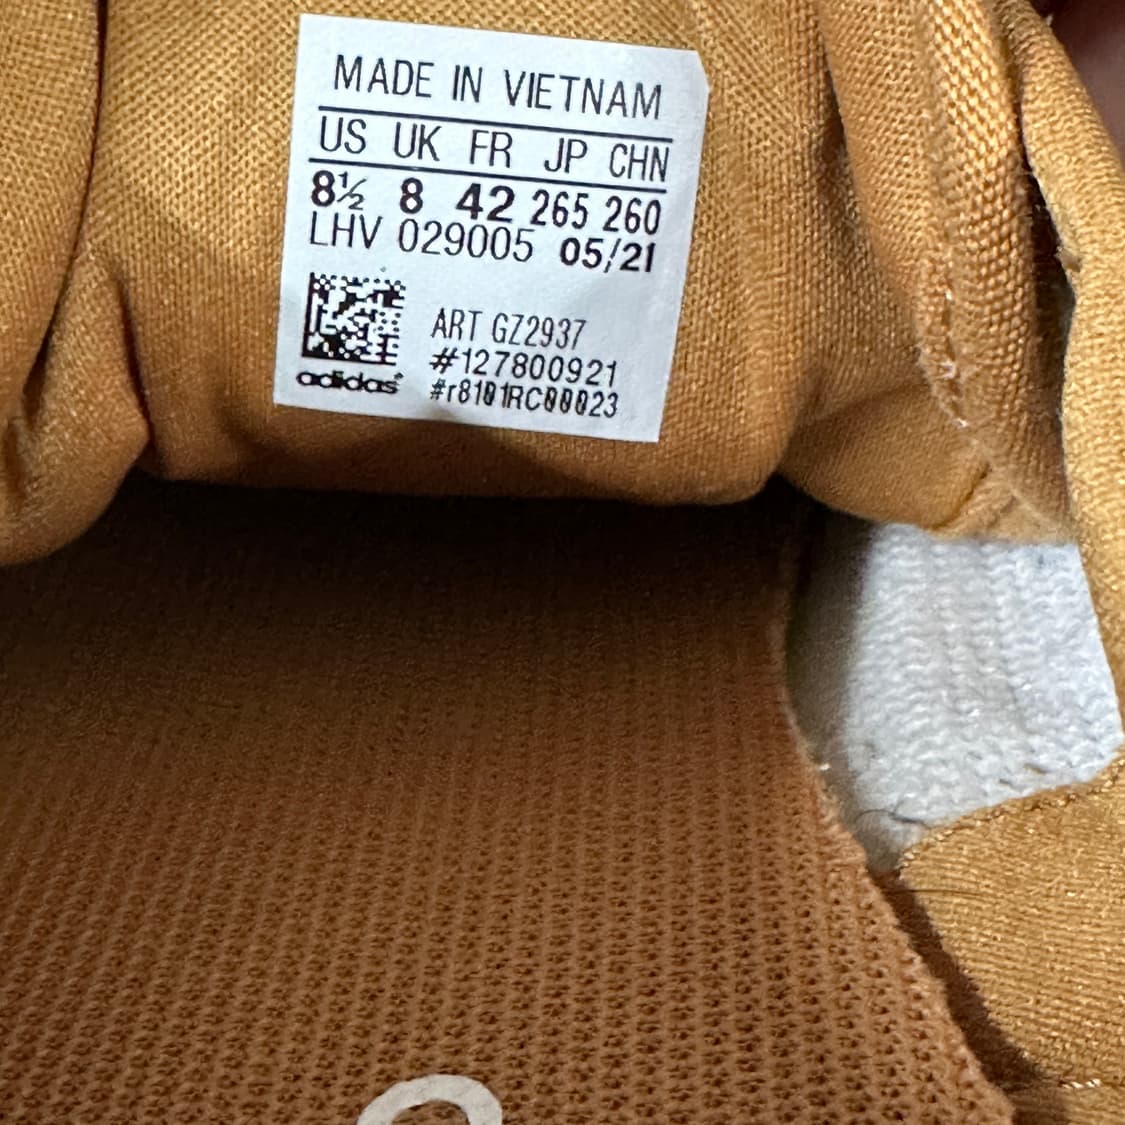 MADE IN VIETNAM
US UK FR JP CHN
8½ 8 42 265 260
LHV 029005 05/21
ART GZ2937
#127800921
#r8101RC00023
adidas